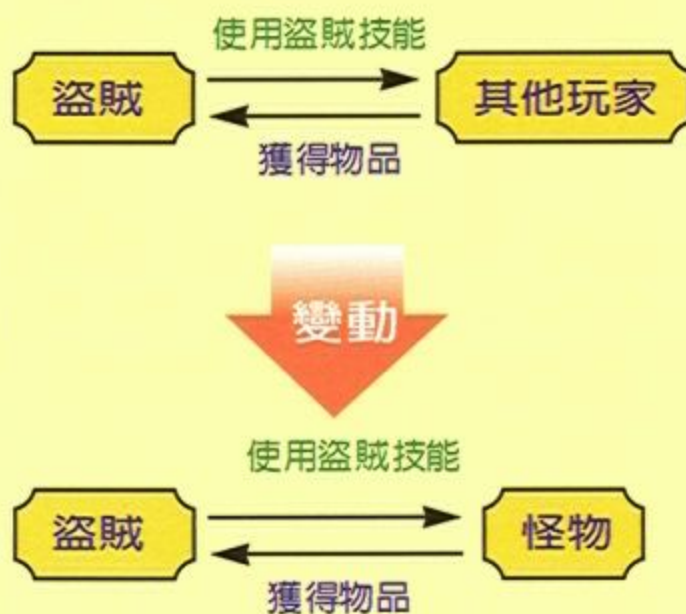 使用盜賊技能
盜賊
其他玩家
獲得物品
變動
使用盜賊技能
盜賊
怪物
獲得物品